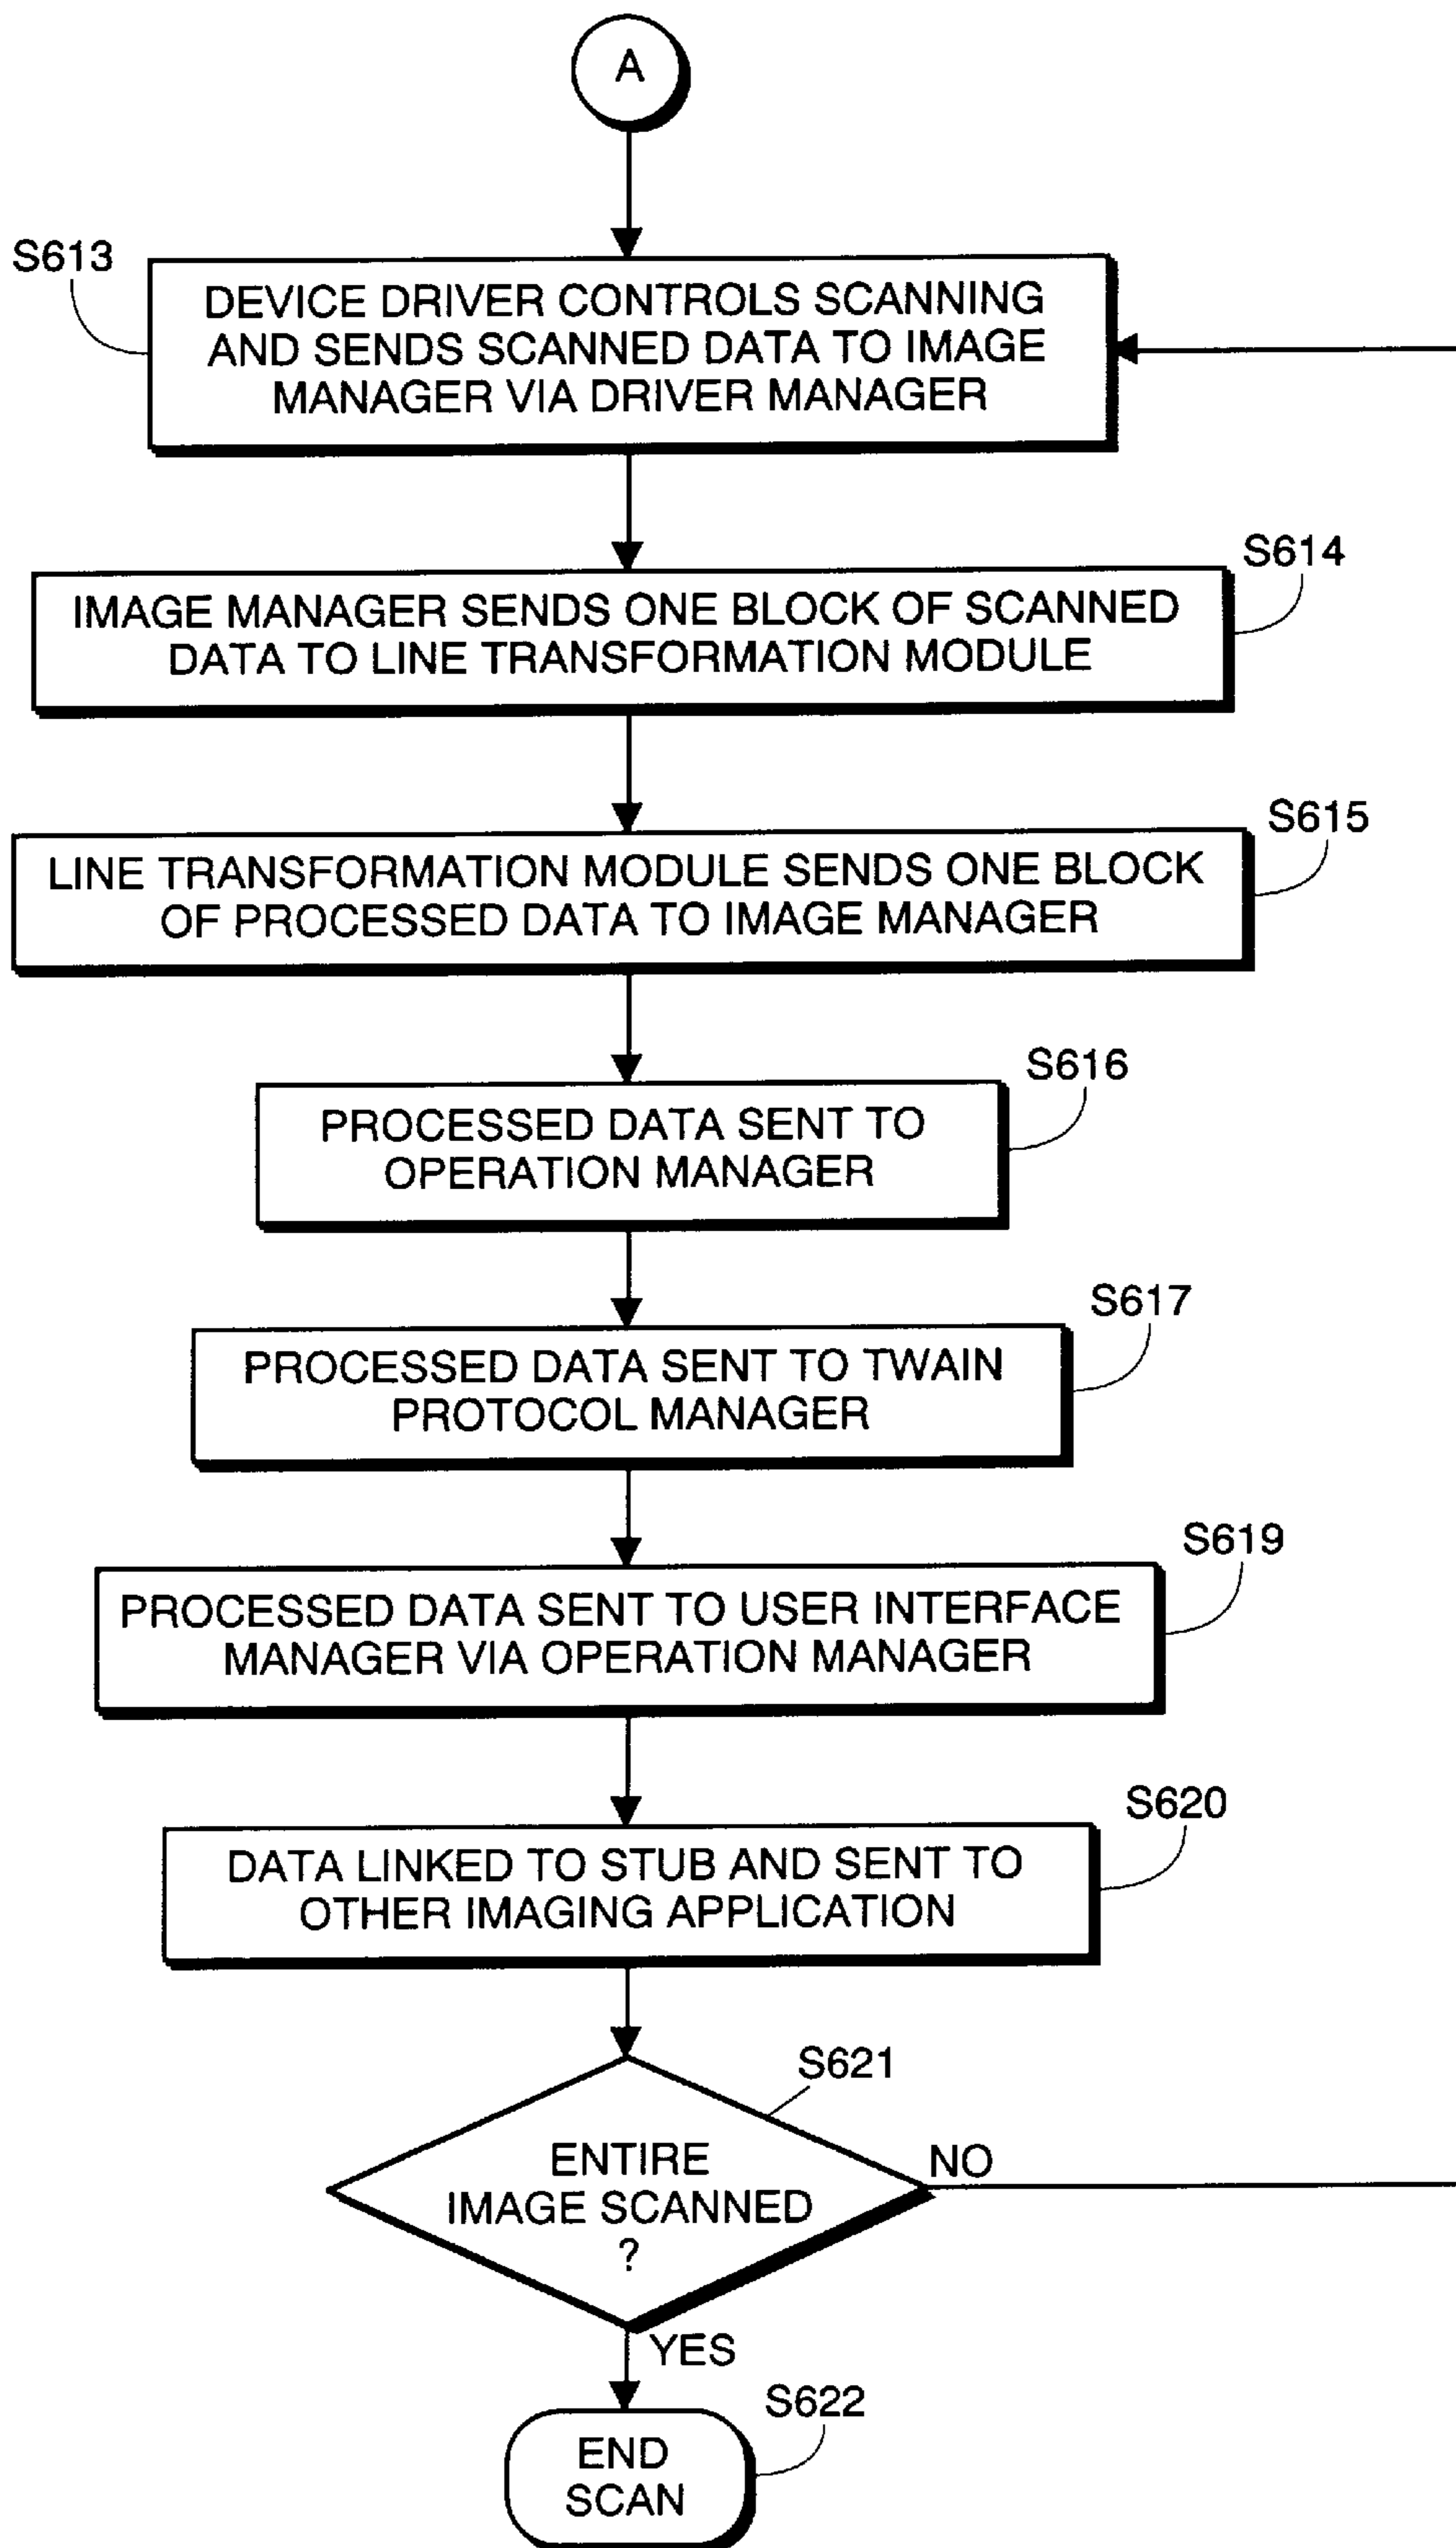 A
S613
DEVICE DRIVER CONTROLS SCANNING
AND SENDS SCANNED DATA TO IMAGE
MANAGER VIA DRIVER MANAGER
S614
IMAGE MANAGER SENDS ONE BLOCK OF SCANNED
DATA TO LINE TRANSFORMATION MODULE
S615
LINE TRANSFORMATION MODULE SENDS ONE BLOCK
OF PROCESSED DATA TO IMAGE MANAGER
S616
PROCESSED DATA SENT TO
OPERATION MANAGER
S617
PROCESSED DATA SENT TO TWAIN
PROTOCOL MANAGER
S619
PROCESSED DATA SENT TO USER INTERFACE
MANAGER VIA OPERATION MANAGER
S620
DATA LINKED TO STUB AND SENT TO
OTHER IMAGING APPLICATION
S621
ENTIRE
IMAGE SCANNED
?
NO
YES
S622
END
SCAN